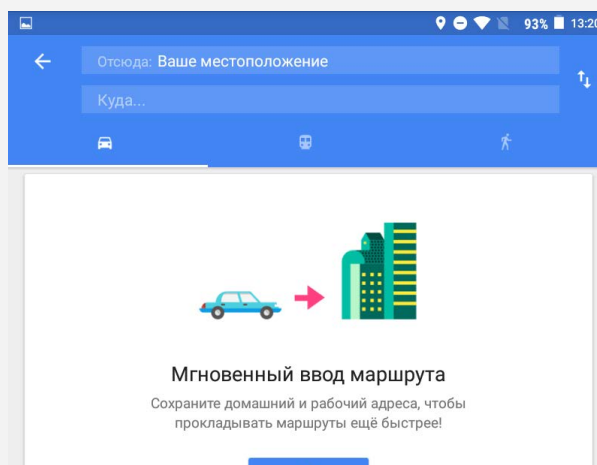 93% 13:20
Отсюда: Ваше местоположение
Куда...
Мгновенный ввод маршрута
Сохраните домашний и рабочий адреса, чтобы
прокладывать маршруты ещё быстрее!